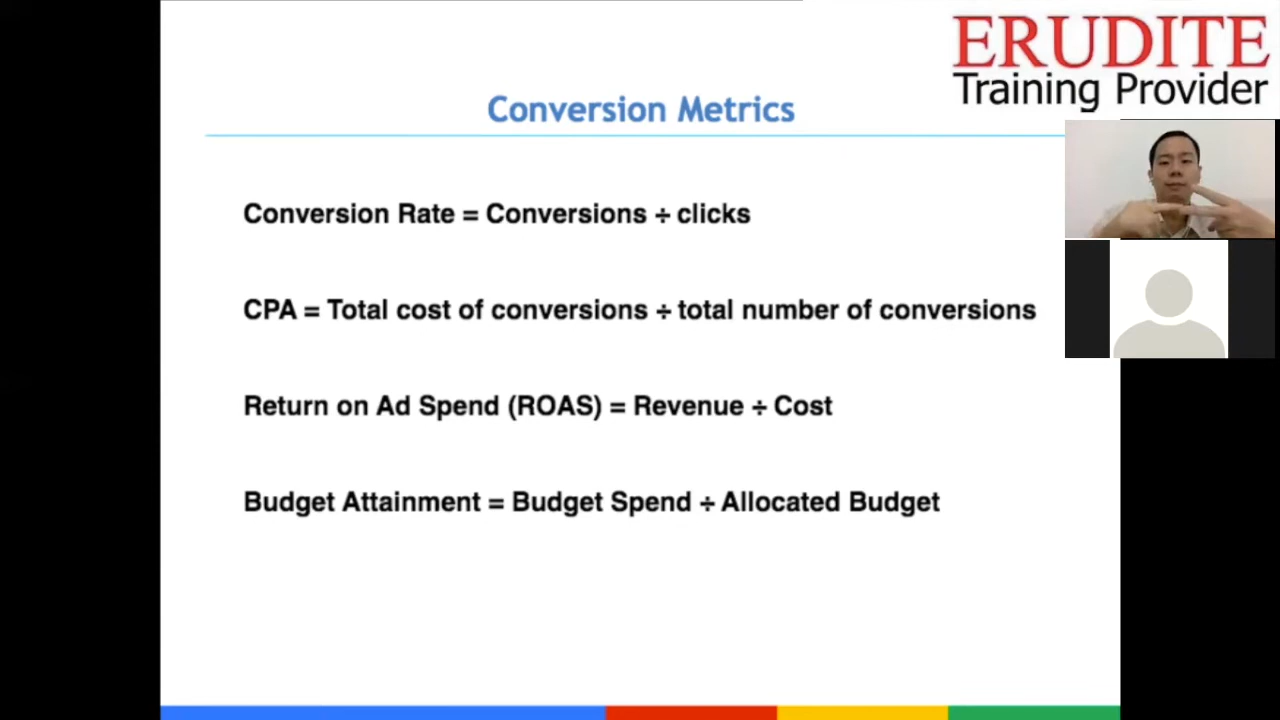 ERUDITE
Training Provider
Conversion Metrics
Conversion Rate = Conversions ÷ clicks
CPA = Total cost of conversions ÷ total number of conversions
Return on Ad Spend (ROAS) = Revenue ÷ Cost
Budget Attainment = Budget Spend ÷ Allocated Budget